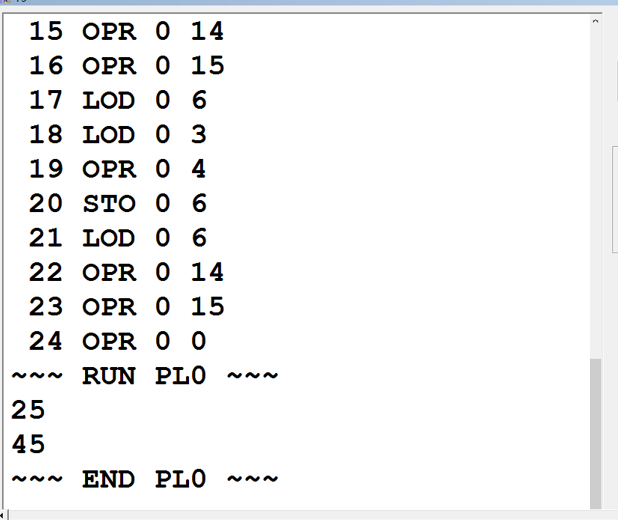 15 OPR 0 14
16 OPR 0 15
17 LOD 0 6
18 LOD 0 3
19 OPR 0 4
20 STO 0 6
21 LOD 0 6
22 OPR 0 14
23 OPR 0 15
24 OPR 0 0
~~~ RUN PL0 ~~~
25
45
~~~ END PL0 ~~~